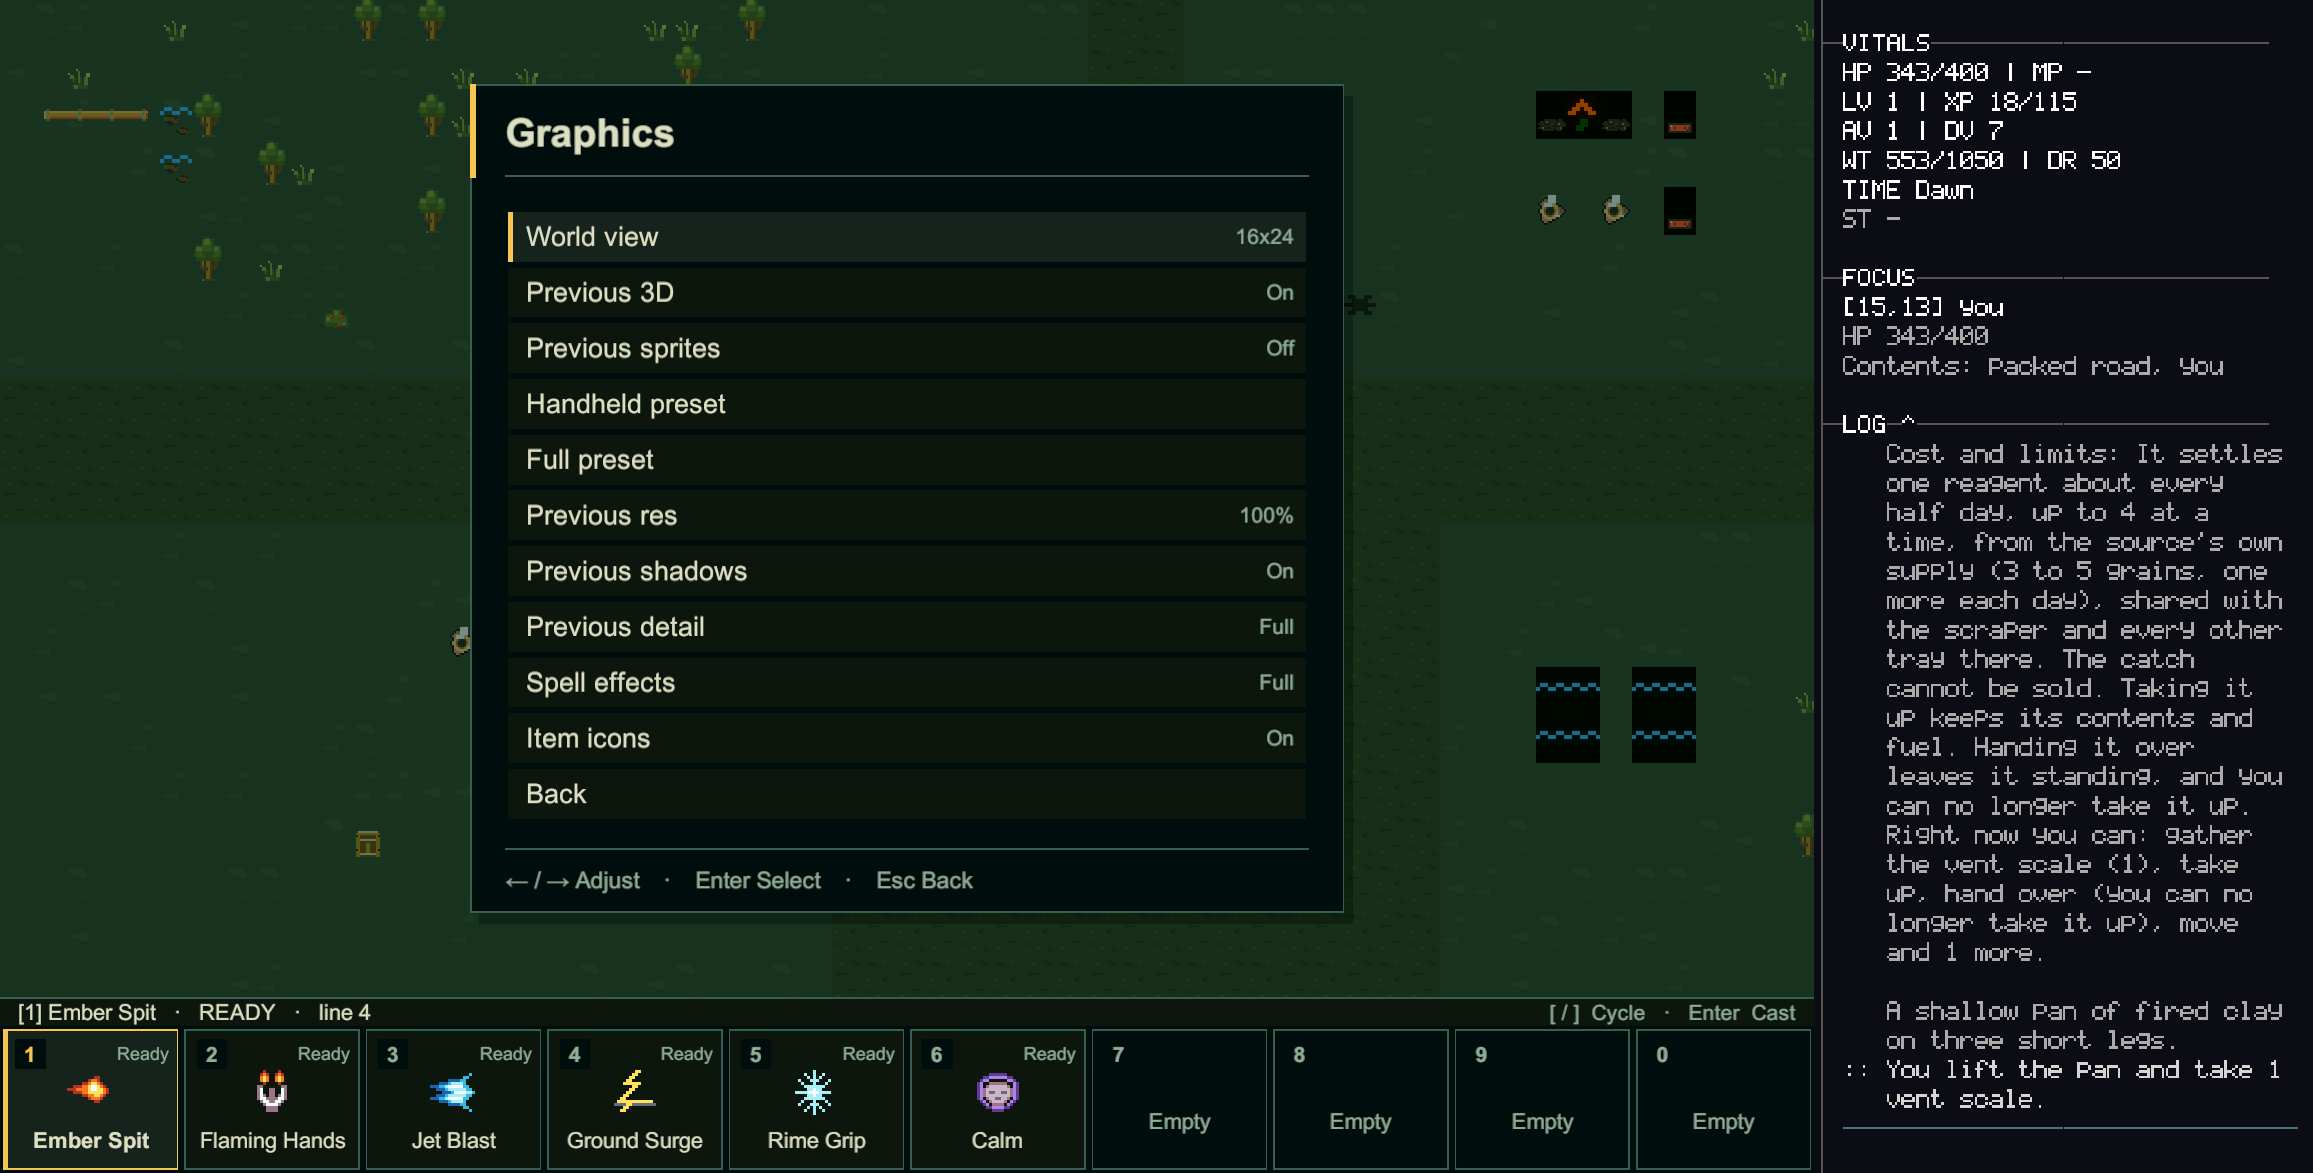 Graphics
World view 16x24
Previous 3D On
Previous sprites Off
Handheld preset
Full preset
Previous res 100%
Previous shadows On
Previous detail Full
Spell effects Full
Item icons On
Back
← / → Adjust · Enter Select · Esc Back
[1] Ember Spit · READY · line 4
[ / ] Cycle · Enter Cast
1 Ready
Ember Spit
2 Ready
Flaming Hands
3 Ready
Jet Blast
4 Ready
Ground Surge
5 Ready
Rime Grip
6 Ready
Calm
7
Empty
8
Empty
9
Empty
0
Empty
VITALS
HP 343/400 | MP -
LV 1 | XP 18/115
AV 1 | DV 7
WT 553/1050 | DR 50
TIME Dawn
ST -
FOCUS
[15,13] You
HP 343/400
Contents: Packed road, You
LOG ^
Cost and limits: It settles
one reagent about every
half day, up to 4 at a
time, from the source's own
supply (3 to 5 grains, one
more each day), shared with
the scraper and every other
tray there. The catch
cannot be sold. Taking it
up keeps its contents and
fuel. Handing it over
leaves it standing, and you
can no longer take it up.
Right now you can: gather
the vent scale (1), take
up, hand over (you can no
longer take it up), move
and 1 more.
A shallow pan of fired clay
on three short legs.
:: You lift the pan and take 1
vent scale.